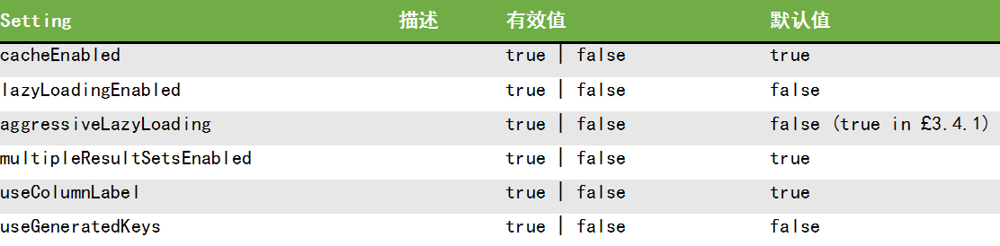 Setting 描述 有效值 默认值
cacheEnabled true | false true
lazyLoadingEnabled true | false false
aggressiveLazyLoading true | false false (true in £3.4.1)
multipleResultSetsEnabled true | false true
useColumnLabel true | false true
useGeneratedKeys true | false false